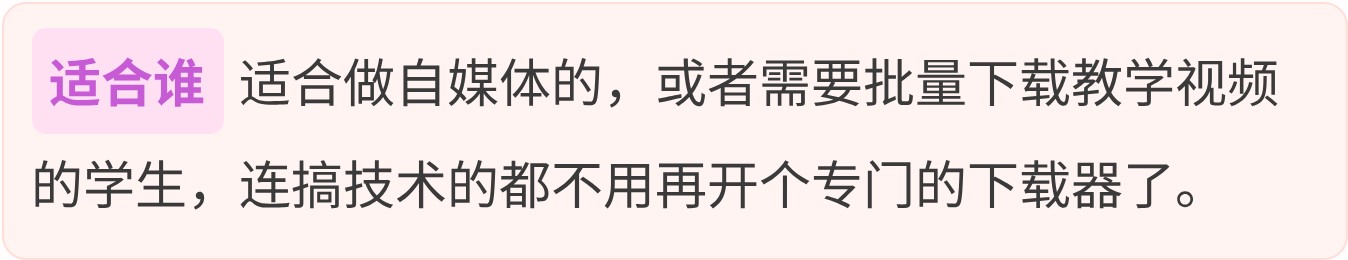 适合谁 适合做自媒体的，或者需要批量下载教学视频
的学生，连搞技术的都不用再开个专门的下载器了。